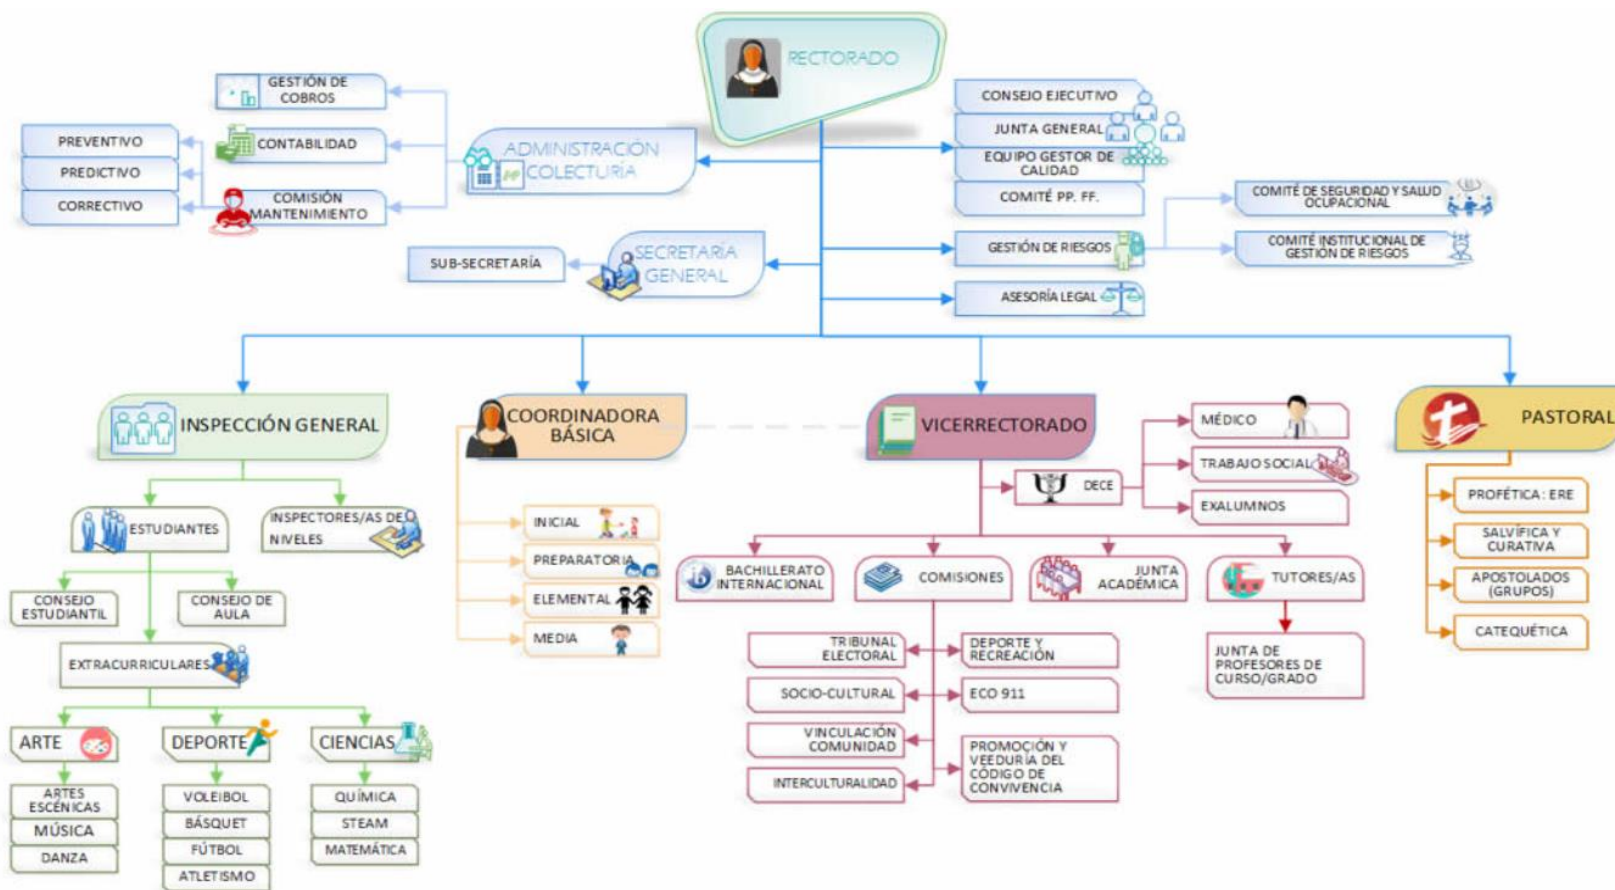 RECTORADO
GESTIÓN DE
COBROS
CONTABILIDAD
COMISIÓN
MANTENIMIENTO
PREVENTIVO
PREDICTIVO
CORRECTIVO
ADMINISTRACIÓN
COLECTURÍA
SUB-SECRETARÍA
SECRETARÍA
GENERAL
CONSEJO EJECUTIVO
JUNTA GENERAL
EQUIPO GESTOR DE
CALIDAD
COMITÉ PP. FF.
GESTIÓN DE RIESGOS
COMITÉ DE SEGURIDAD Y SALUD
OCUPACIONAL
COMITÉ INSTITUCIONAL DE
GESTIÓN DE RIESGOS
ASESORÍA LEGAL
INSPECCIÓN GENERAL
ESTUDIANTES
INSPECTORES/AS DE
NIVELES
CONSEJO
ESTUDIANTIL
CONSEJO DE
AULA
EXTRACURRICULARES
ARTE
DEPORTE
CIENCIAS
ARTES
ESCÉNICAS
MÚSICA
DANZA
VOLEIBOL
BÁSQUET
FÚTBOL
ATLETISMO
QUÍMICA
STEAM
MATEMÁTICA
COORDINADORA
BÁSICA
INICIAL
PREPARATORIA
ELEMENTAL
MEDIA
VICERRECTORADO
DECE
MÉDICO
TRABAJO SOCIAL
EXALUMNOS
ib
BACHILLERATO
INTERNACIONAL
COMISIONES
JUNTA
ACADÉMICA
TUTORES/AS
TRIBUNAL
ELECTORAL
SOCIO-CULTURAL
VINCULACIÓN
COMUNIDAD
INTERCULTURALIDAD
DEPORTE Y
RECREACIÓN
ECO 911
PROMOCIÓN Y
VEEDURÍA DEL
CÓDIGO DE
CONVIVENCIA
JUNTA DE
PROFESORES DE
CURSO/GRADO
PASTORAL
PROFÉTICA: ERE
SALVÍFICA Y
CURATIVA
APOSTOLADOS
(GRUPOS)
CATEQUÉTICA